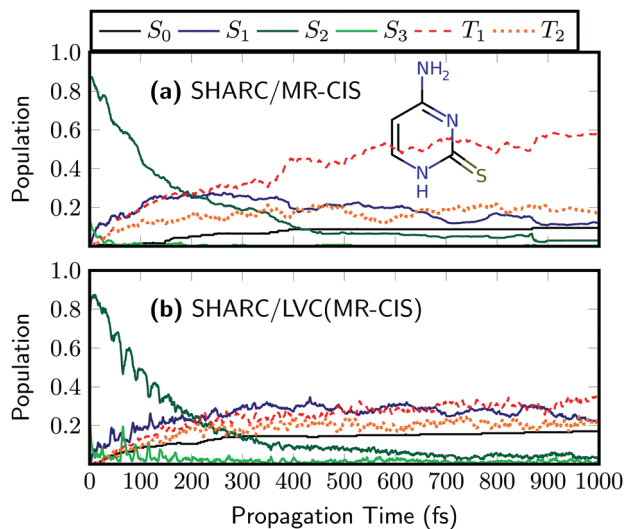 S₀ S₁ S₂ S₃ T₁ T₂
1.0
(a) SHARC/MR-CIS
NH₂
0.8
N
0.6
N
S
H
0.4
0.2
Population
1.0
(b) SHARC/LVC(MR-CIS)
0.8
0.6
0.4
0.2
Population
0 100 200 300 400 500 600 700 800 900 1000
Propagation Time (fs)